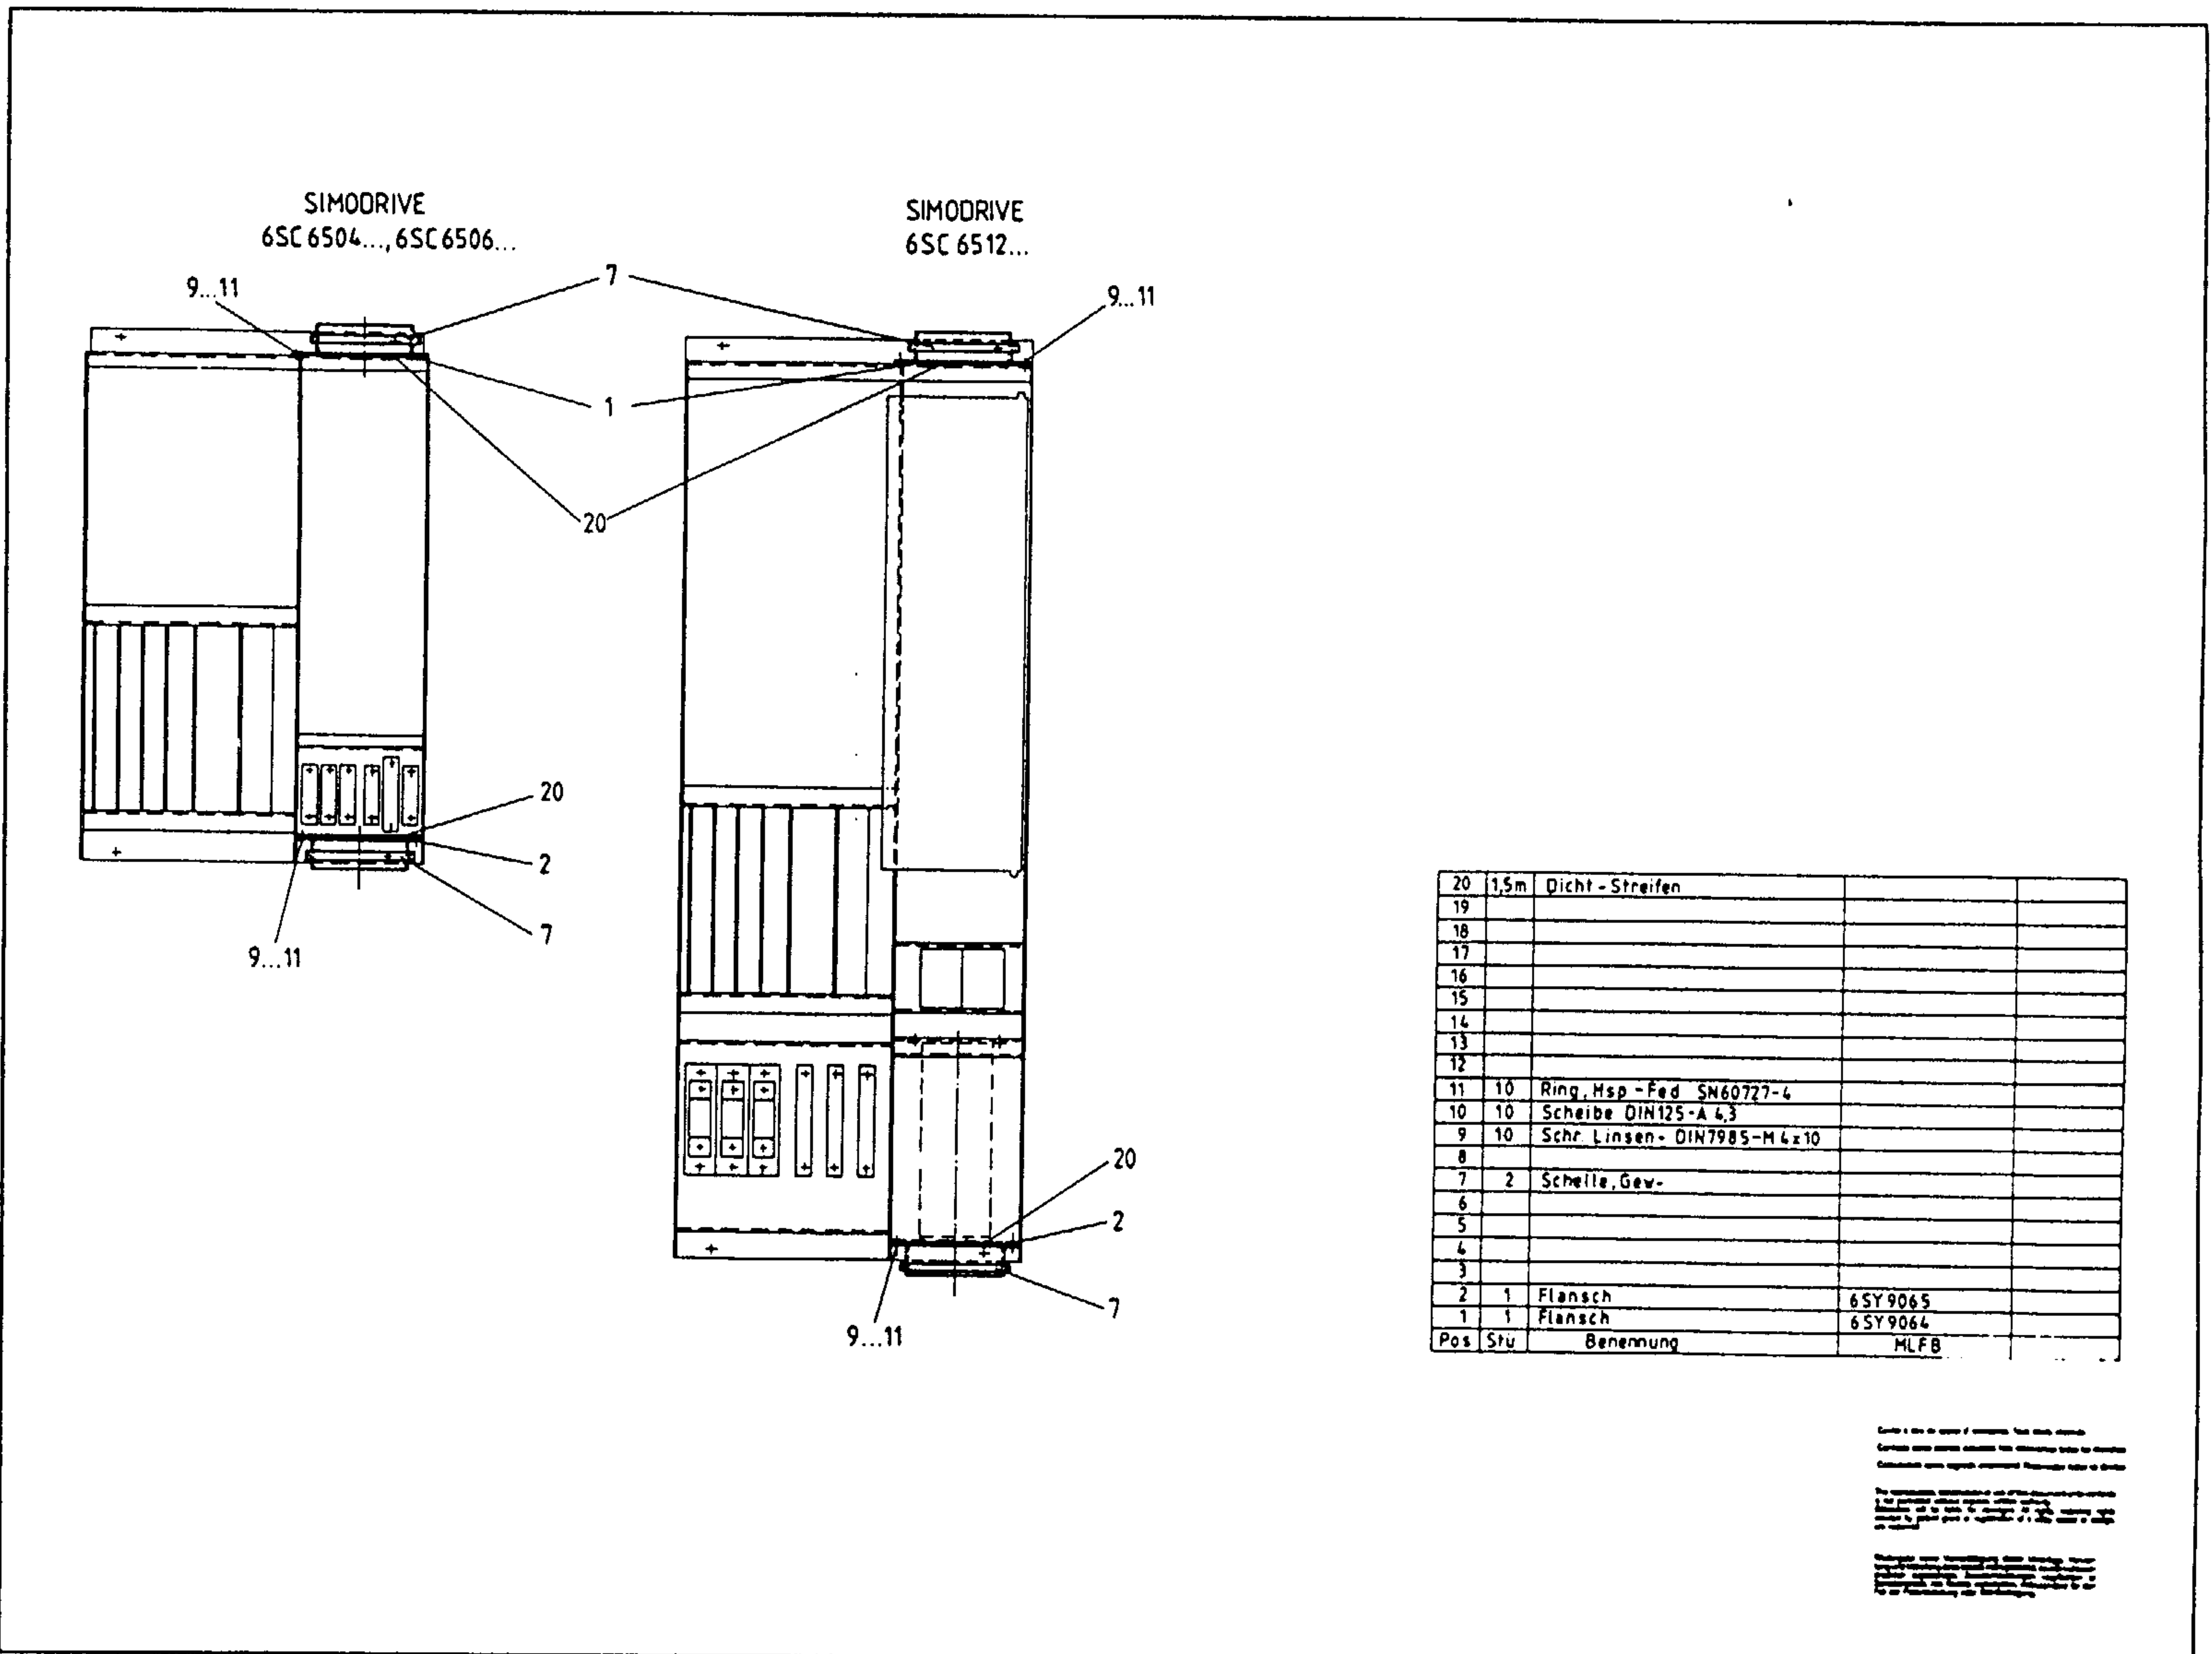 SIMODRIVE
6SC 6504..., 6SC 6506...
SIMODRIVE
6SC 6512...
9...11
7
9...11
1
20
20
2
7
9...11
20
2
7
9...11
20 1,5m Dicht-Streifen
19
18
17
16
15
14
13
12
11 10 Ring, Hsp-Fed SN60727-4
10 10 Scheibe DIN125-A 4,3
9 10 Schr. Linsen- DIN7985-M4x10
8
7 2 Schelle, Gew-
6
5
4
3
2 1 Flansch 6SY9065
1 1 Flansch 6SY9064
Pos Stü Benennung MLFB